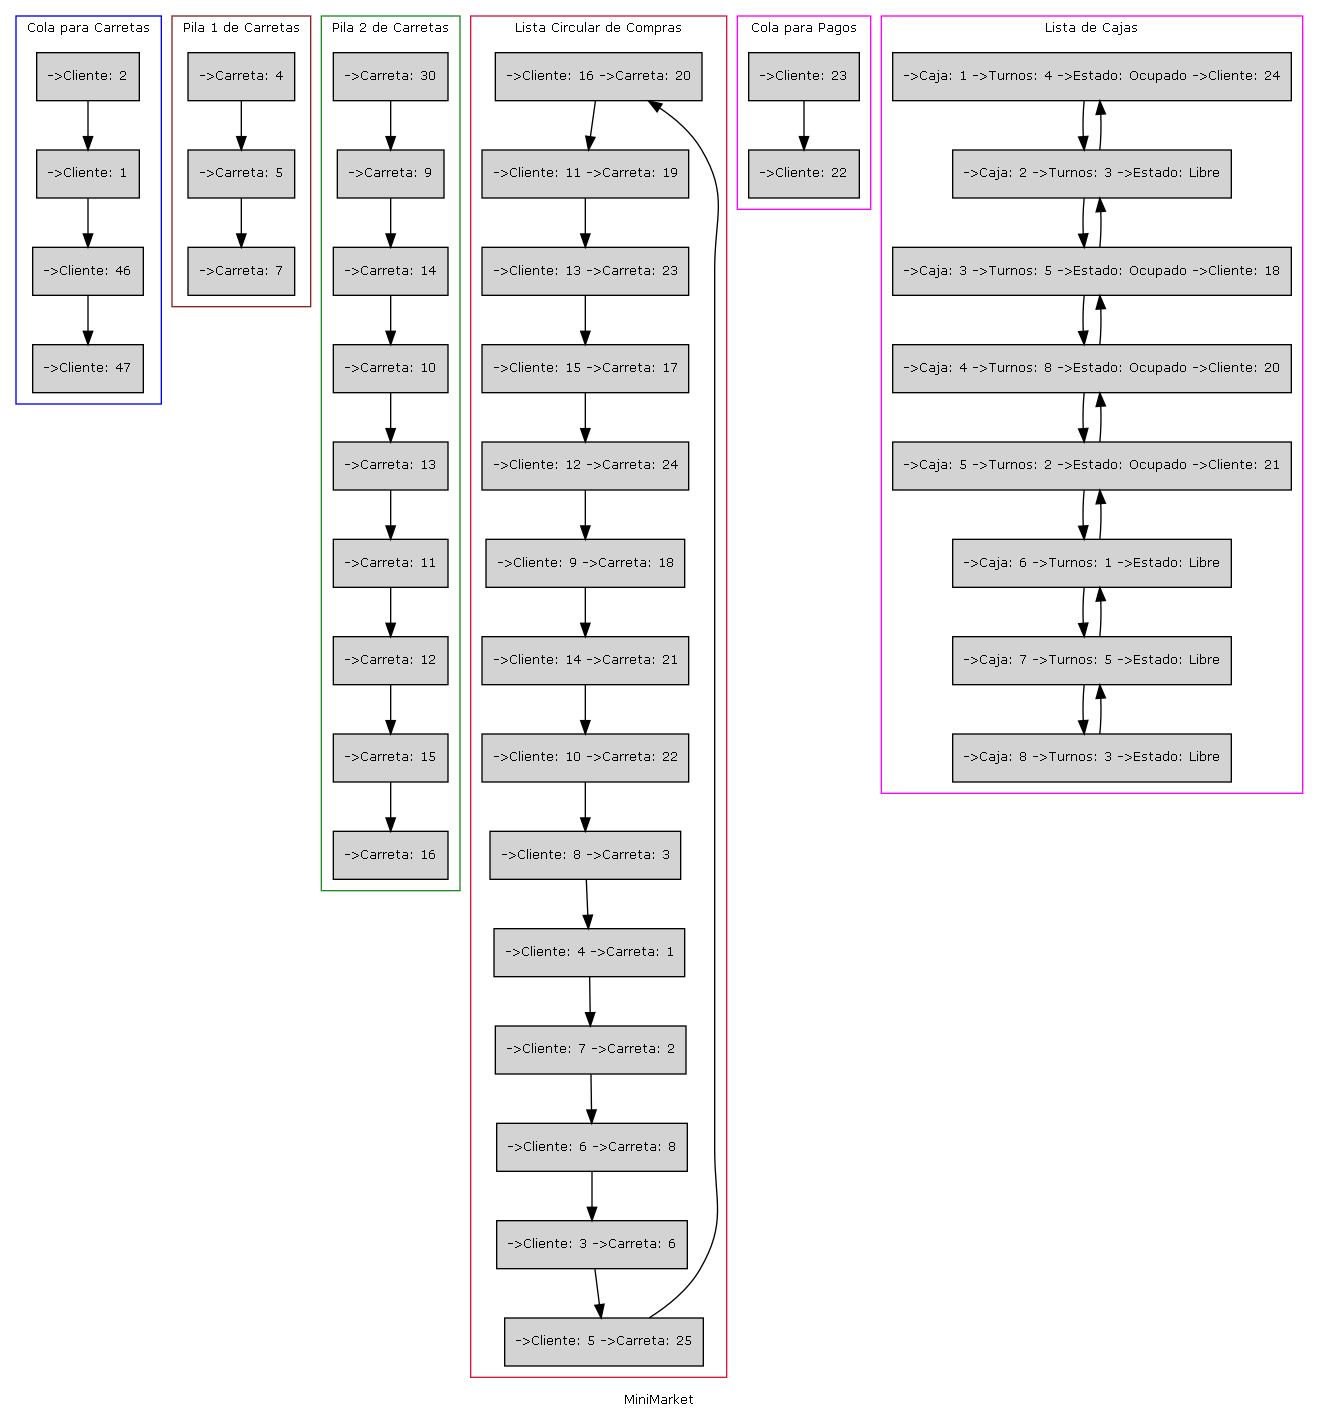 Cola para Carretas
->Cliente: 2
->Cliente: 1
->Cliente: 46
->Cliente: 47
Pila 1 de Carretas
->Carreta: 4
->Carreta: 5
->Carreta: 7
Pila 2 de Carretas
->Carreta: 30
->Carreta: 9
->Carreta: 14
->Carreta: 10
->Carreta: 13
->Carreta: 11
->Carreta: 12
->Carreta: 15
->Carreta: 16
Lista Circular de Compras
->Cliente: 16 ->Carreta: 20
->Cliente: 11 ->Carreta: 19
->Cliente: 13 ->Carreta: 23
->Cliente: 15 ->Carreta: 17
->Cliente: 12 ->Carreta: 24
->Cliente: 9 ->Carreta: 18
->Cliente: 14 ->Carreta: 21
->Cliente: 10 ->Carreta: 22
->Cliente: 8 ->Carreta: 3
->Cliente: 4 ->Carreta: 1
->Cliente: 7 ->Carreta: 2
->Cliente: 6 ->Carreta: 8
->Cliente: 3 ->Carreta: 6
->Cliente: 5 ->Carreta: 25
Cola para Pagos
->Cliente: 23
->Cliente: 22
Lista de Cajas
->Caja: 1 ->Turnos: 4 ->Estado: Ocupado ->Cliente: 24
->Caja: 2 ->Turnos: 3 ->Estado: Libre
->Caja: 3 ->Turnos: 5 ->Estado: Ocupado ->Cliente: 18
->Caja: 4 ->Turnos: 8 ->Estado: Ocupado ->Cliente: 20
->Caja: 5 ->Turnos: 2 ->Estado: Ocupado ->Cliente: 21
->Caja: 6 ->Turnos: 1 ->Estado: Libre
->Caja: 7 ->Turnos: 5 ->Estado: Libre
->Caja: 8 ->Turnos: 3 ->Estado: Libre
MiniMarket